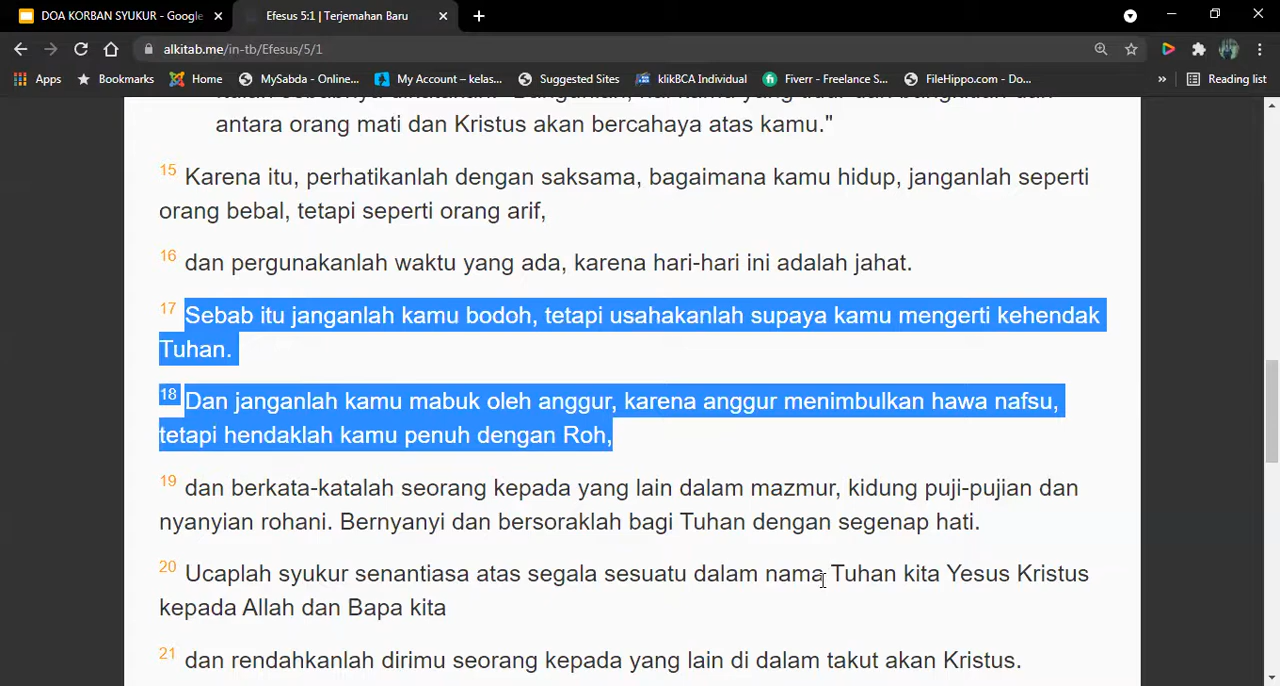 DOA KORBAN SYUKUR - Google
Efesus 5:1 | Terjemahan Baru
alkitab.me/in-tb/Efesus/5/1
Apps Bookmarks Home MySabda - Online... My Account – kelas... Suggested Sites klikBCA Individual Fiverr - Freelance S... FileHippo.com - Do... » Reading list
antara orang mati dan Kristus akan bercahaya atas kamu."
15 Karena itu, perhatikanlah dengan saksama, bagaimana kamu hidup, janganlah seperti
orang bebal, tetapi seperti orang arif,
16 dan pergunakanlah waktu yang ada, karena hari-hari ini adalah jahat.
17 Sebab itu janganlah kamu bodoh, tetapi usahakanlah supaya kamu mengerti kehendak
Tuhan.
18 Dan janganlah kamu mabuk oleh anggur, karena anggur menimbulkan hawa nafsu,
tetapi hendaklah kamu penuh dengan Roh,
19 dan berkata-katalah seorang kepada yang lain dalam mazmur, kidung puji-pujian dan
nyanyian rohani. Bernyanyi dan bersoraklah bagi Tuhan dengan segenap hati.
20 Ucaplah syukur senantiasa atas segala sesuatu dalam nama Tuhan kita Yesus Kristus
kepada Allah dan Bapa kita
21 dan rendahkanlah dirimu seorang kepada yang lain di dalam takut akan Kristus.